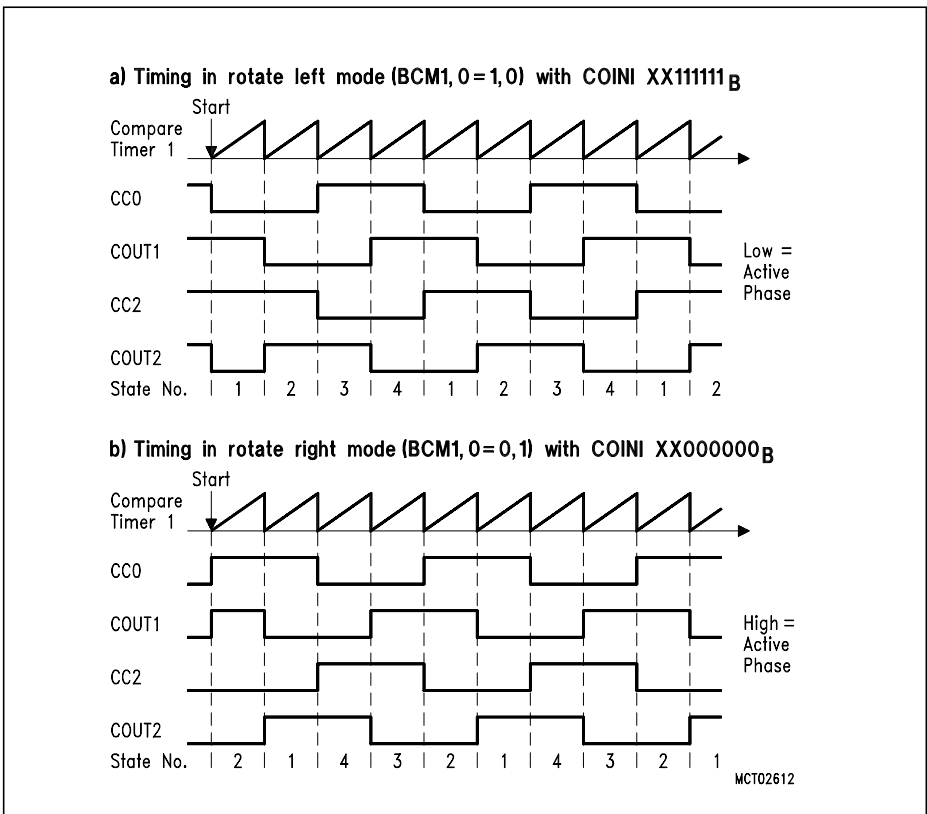 a) Timing in rotate left mode (BCM1, 0 = 1, 0) with COINI XX111111B
Start
Compare
Timer 1
CC0
COUT1
CC2
COUT2
Low =
Active
Phase
State No. 1 2 3 4 1 2 3 4 1 2
b) Timing in rotate right mode (BCM1, 0 = 0, 1) with COINI XX000000B
Start
Compare
Timer 1
CC0
COUT1
CC2
COUT2
High =
Active
Phase
State No. 2 1 4 3 2 1 4 3 2 1
MCT02612